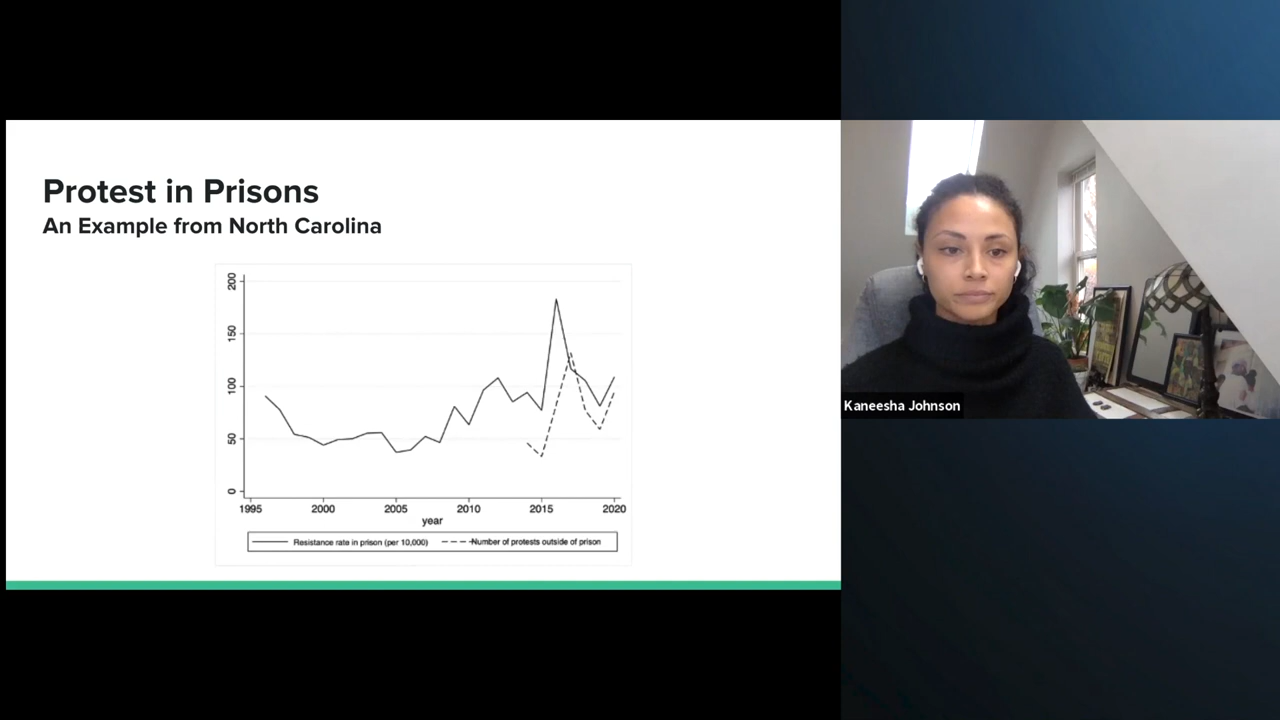 Protest in Prisons
An Example from North Carolina
200
150
100
50
0
1995 2000 2005 2010 2015 2020
year
Resistance rate in prison (per 10,000) Number of protests outside of prison
Kaneesha Johnson